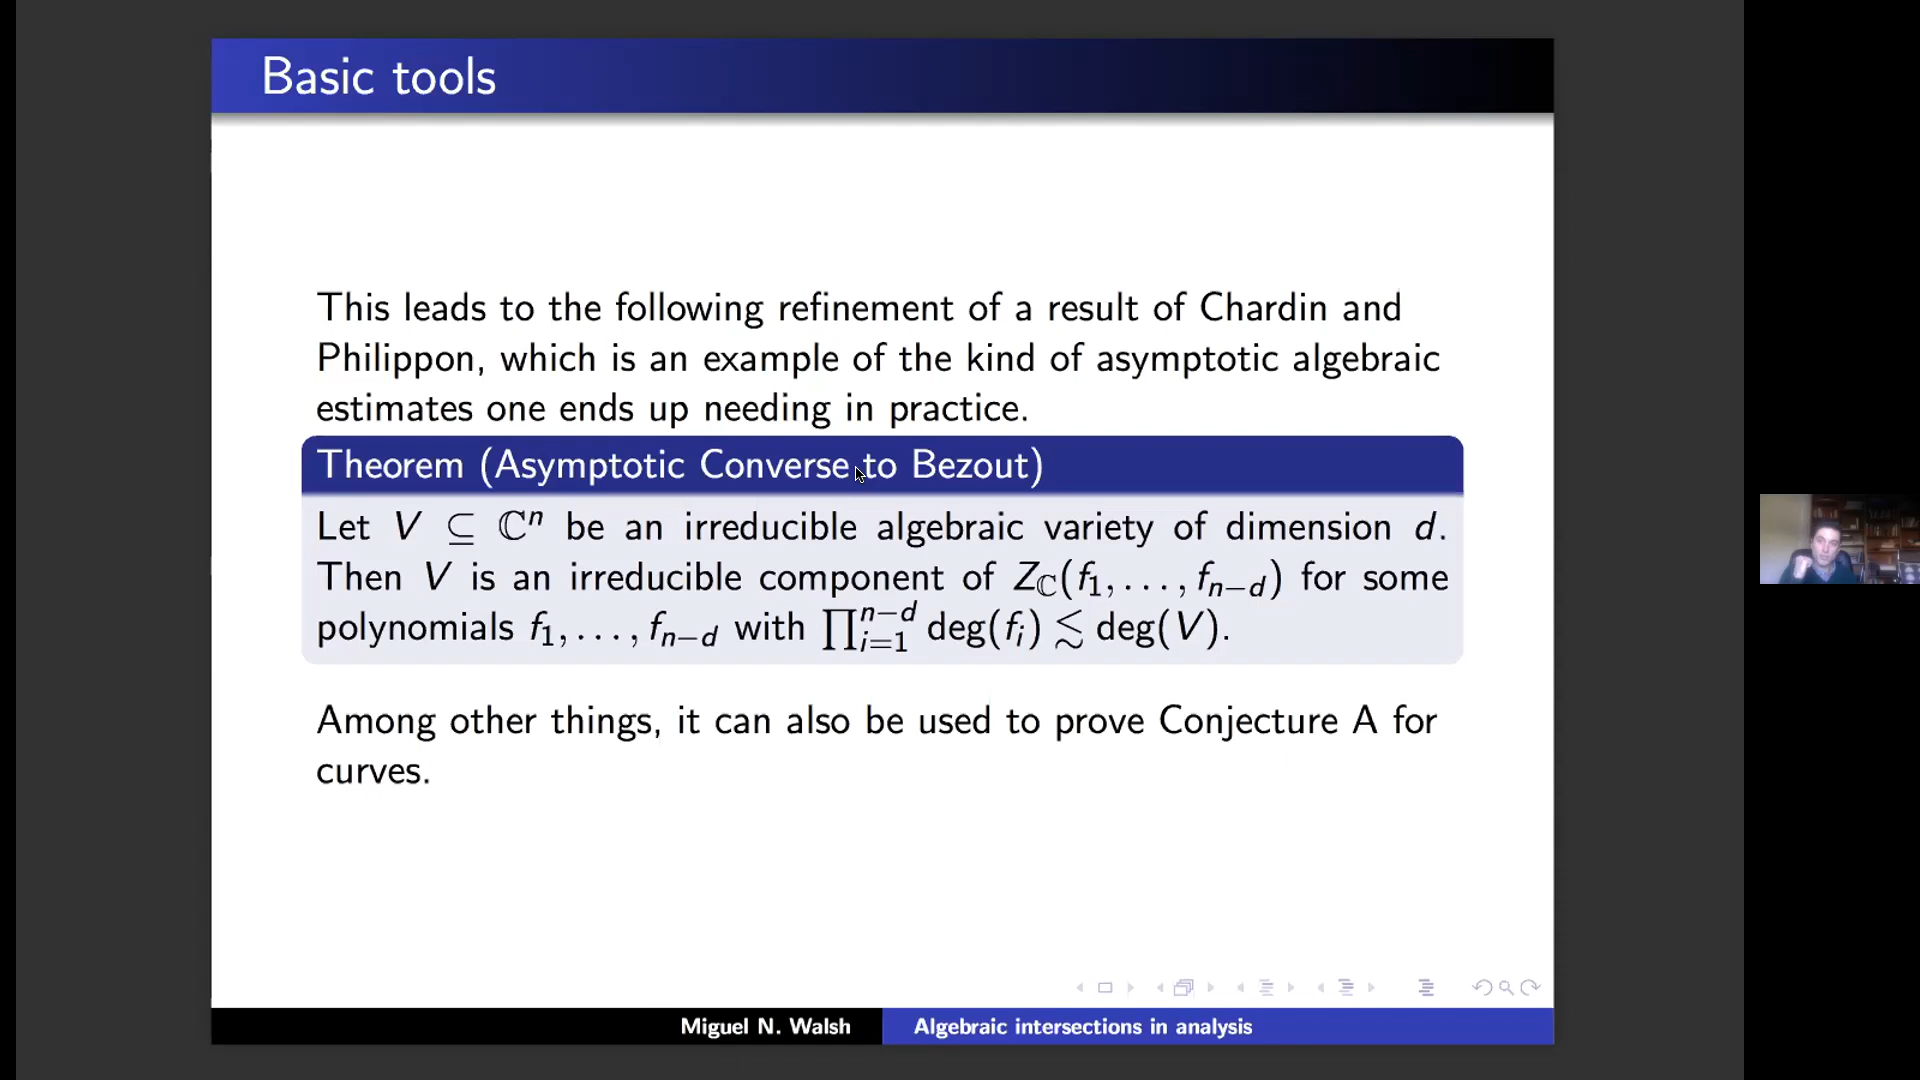 Basic tools
This leads to the following refinement of a result of Chardin and
Philippon, which is an example of the kind of asymptotic algebraic
estimates one ends up needing in practice.
Theorem (Asymptotic Converse to Bezout)
Let V ⊆ ℂⁿ be an irreducible algebraic variety of dimension d.
Then V is an irreducible component of Z_ℂ(f₁, . . . , f_{n−d}) for some
polynomials f₁, . . . , f_{n−d} with ∏_{i=1}^{n−d} deg(f_i) ≲ deg(V).
Among other things, it can also be used to prove Conjecture A for
curves.
Miguel N. Walsh
Algebraic intersections in analysis